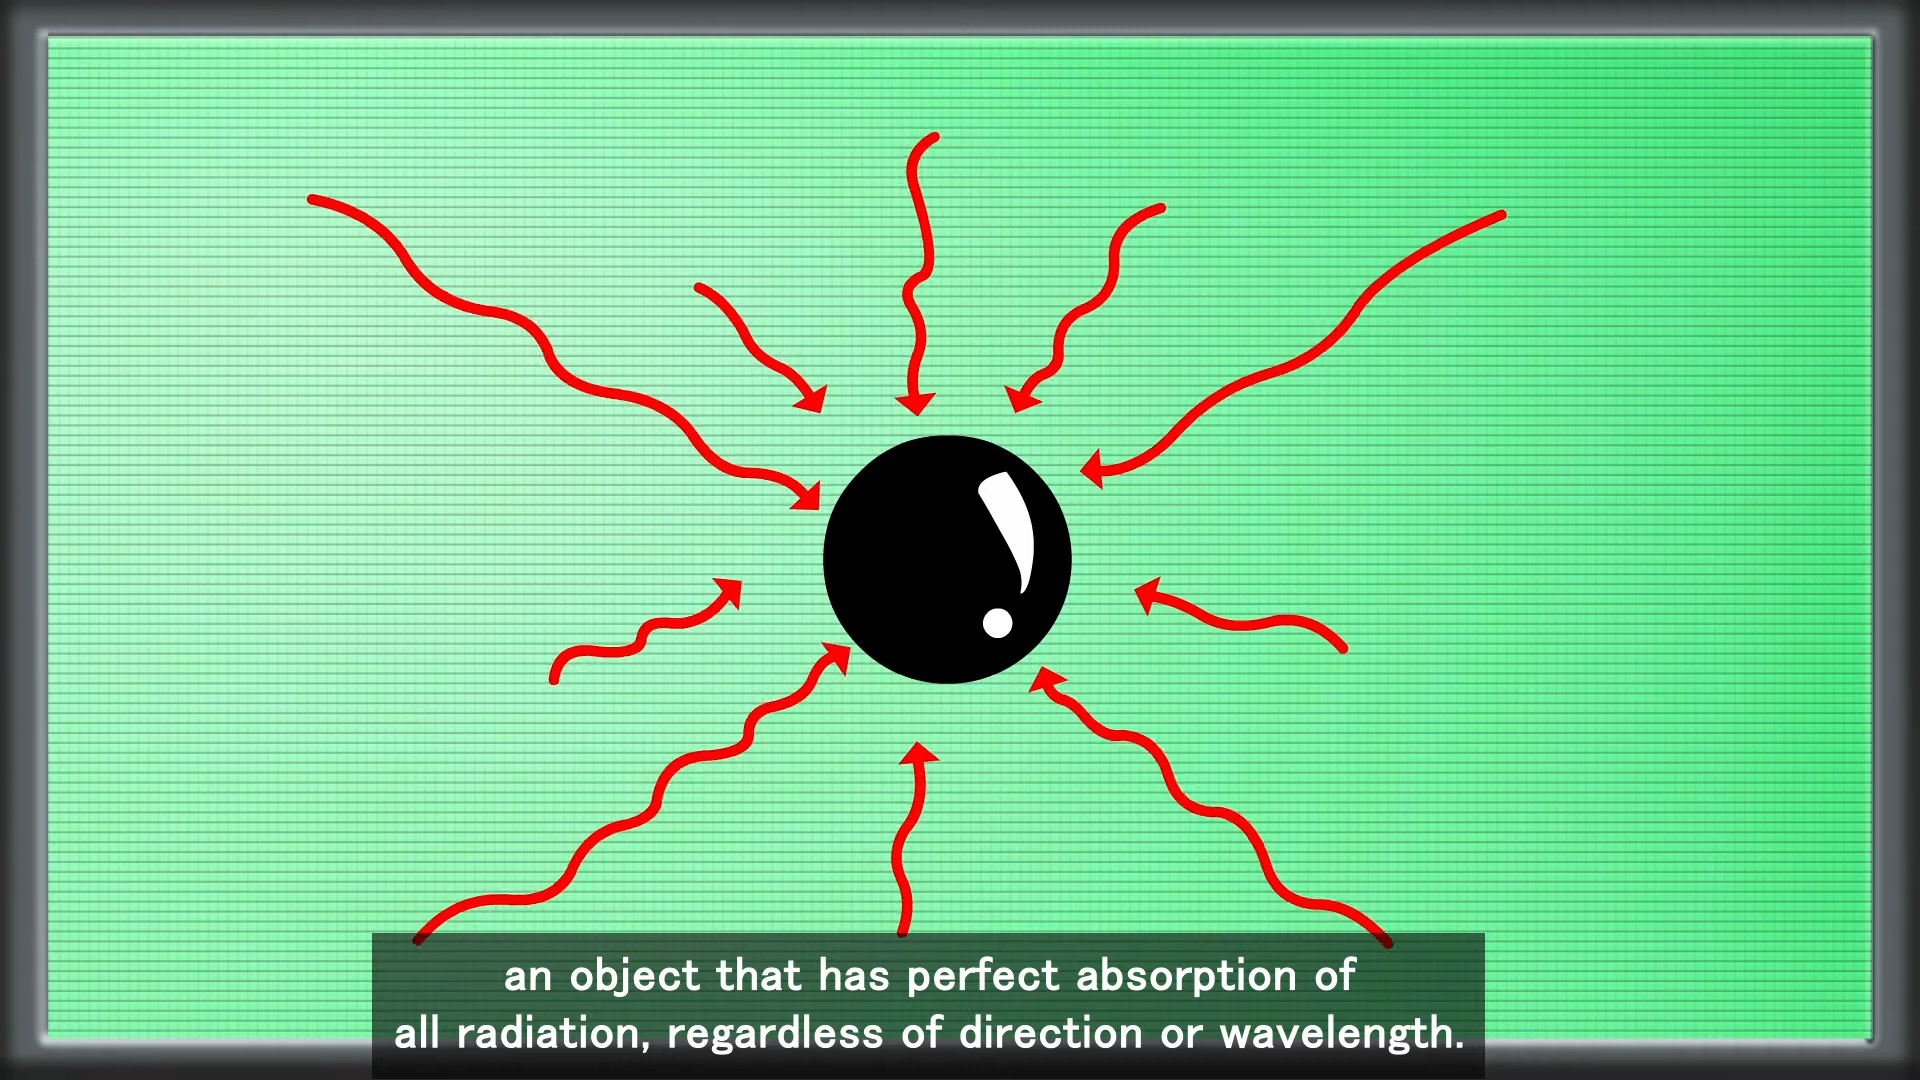 an object that has perfect absorption of
all radiation, regardless of direction or wavelength.